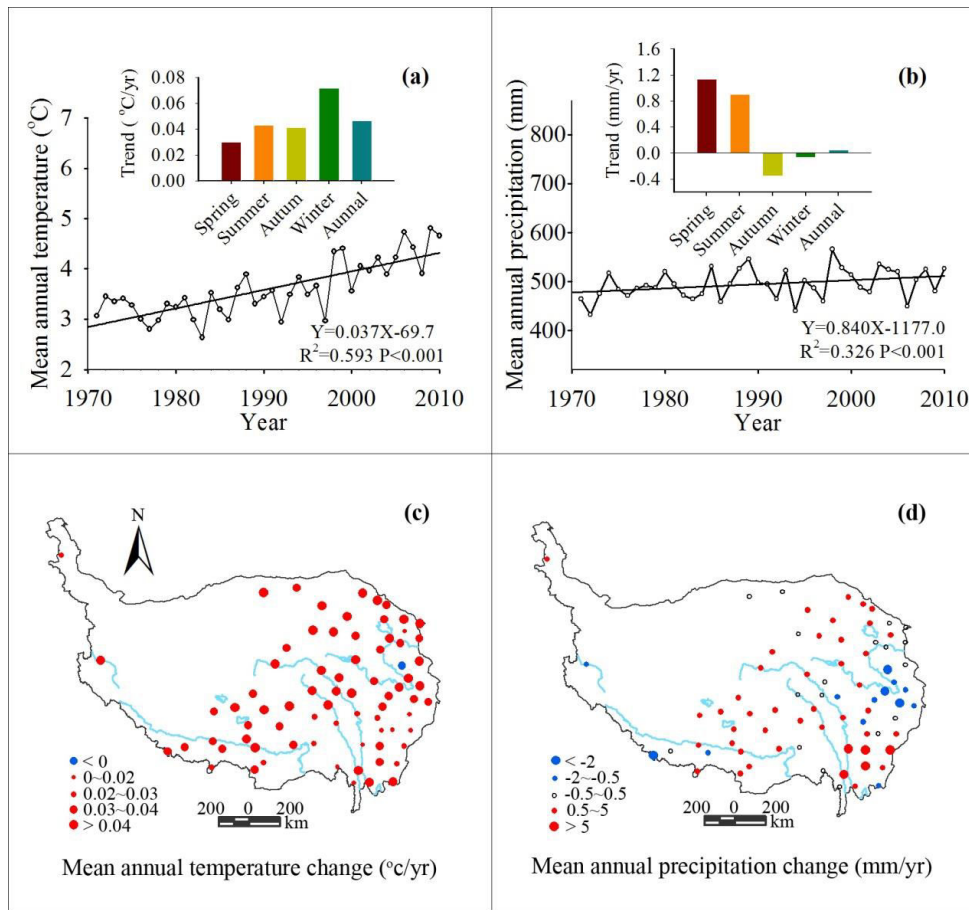 (a)
Trend ( °C/yr)
0.08
0.06
0.04
0.02
0.00
Spring
Summer
Autum
Winter
Aunnal
Mean annual temperature (°C)
7
6
5
4
3
2
Y=0.037X-69.7
R²=0.593 P<0.001
1970 1980 1990 2000 2010
Year
(b)
Trend (mm/yr)
1.6
1.2
0.8
0.4
0.0
-0.4
Spring
Summer
Autumn
Winter
Aunnal
Mean annual precipitation (mm)
800
700
600
500
400
Y=0.840X-1177.0
R²=0.326 P<0.001
1970 1980 1990 2000 2010
Year
(c)
N
< 0
0~0.02
0.02~0.03
0.03~0.04
> 0.04
200 0 200
km
Mean annual temperature change (°c/yr)
(d)
< -2
-2~-0.5
-0.5~0.5
0.5~5
> 5
200 0 200
km
Mean annual precipitation change (mm/yr)